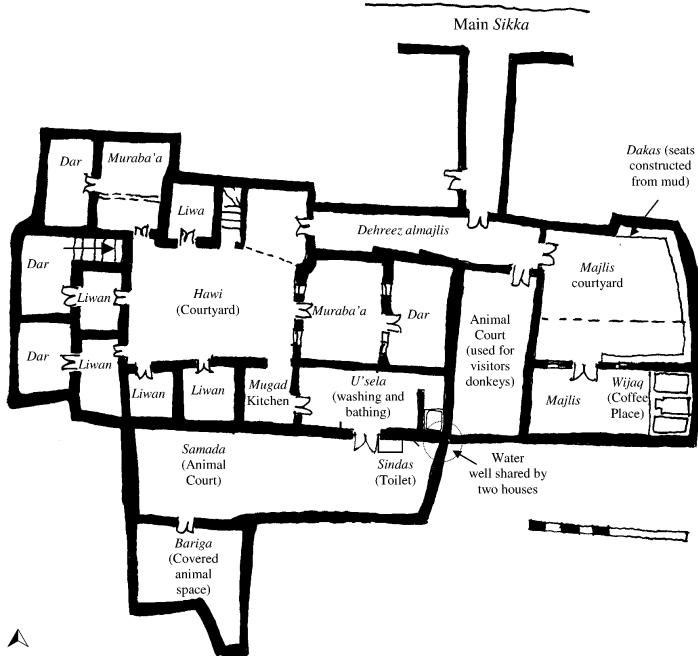 Main Sikka
Dakas (seats
constructed
from mud)
Dar
Muraba'a
Liwa
Dehreez almajlis
Majlis
courtyard
Dar
Liwan
Hawi
(Courtyard)
Muraba'a
Dar
Animal
Court
(used for
visitors
donkeys)
Dar
Liwan
Liwan
Liwan
Mugad
Kitchen
U'sela
(washing and
bathing)
Majlis
Wijaq
(Coffee
Place)
Samada
(Animal
Court)
Sindas
(Toilet)
Water
well shared by
two houses
Bariga
(Covered
animal
space)